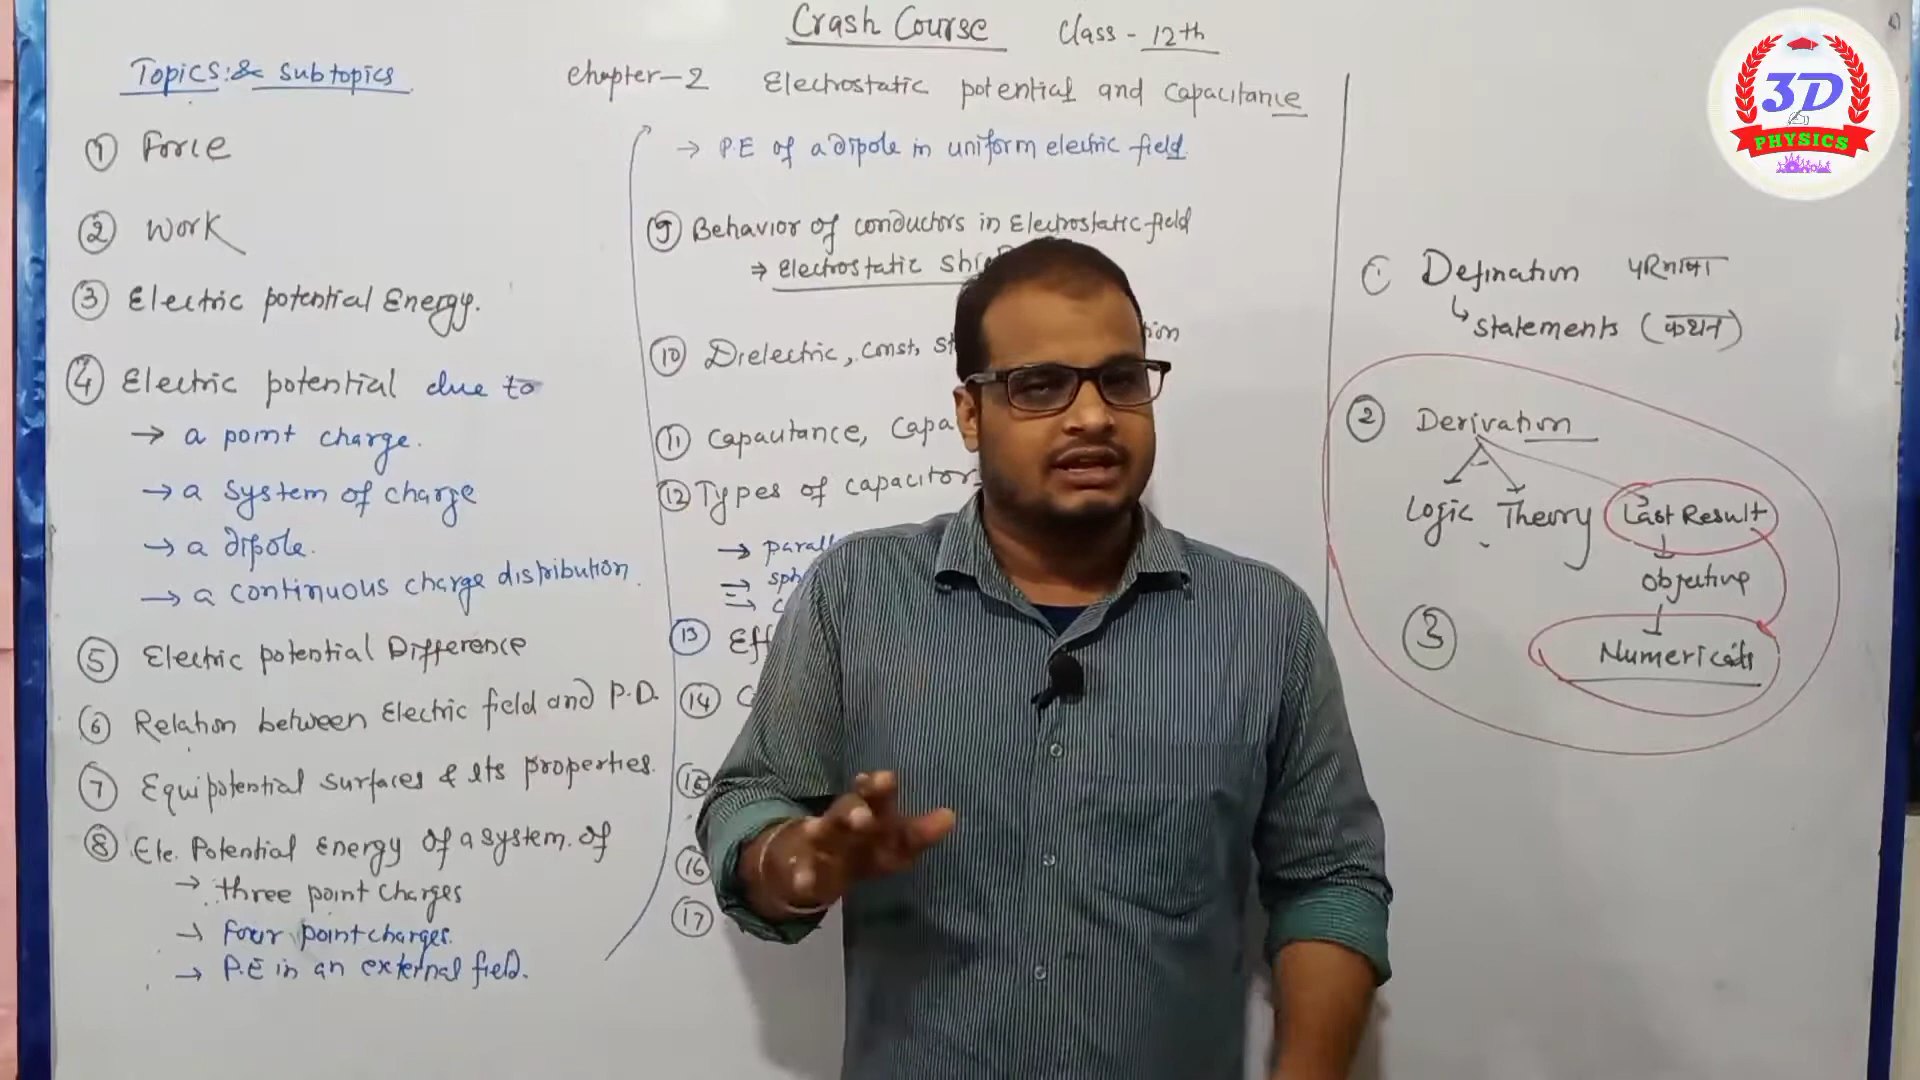 Crash Course Class - 12th
Topics:& subtopics
Chapter-2 Electrostatic potential and capacitance
① Force
② Work
③ Electric potential Energy.
④ Electric potential due to
→ a point charge.
→ a system of charge
→ a dipole.
→ a continuous charge distribution.
⑤ Electric potential Difference
⑥ Relation between Electric field and P.D.
⑦ Equipotential surfaces & its properties.
⑧ Ele. Potential Energy of a system of
→ three point charges
→ four point charges.
→ P.E in an external field.
→ P.E of a dipole in uniform electric field.
⑨ Behavior of conductors in Electrostatic field
⇒ Electrostatic
⑩ Dielectric, const,
⑪ Capacitance,
⑫ Types of capacitor
→
→
→
⑬
⑭
⑮
⑯
⑰
① Defination परिभाषा
↳ statements (कथन)
② Derivation
Logic Theory Last Result
objective
③ Numericals
3D
PHYSICS